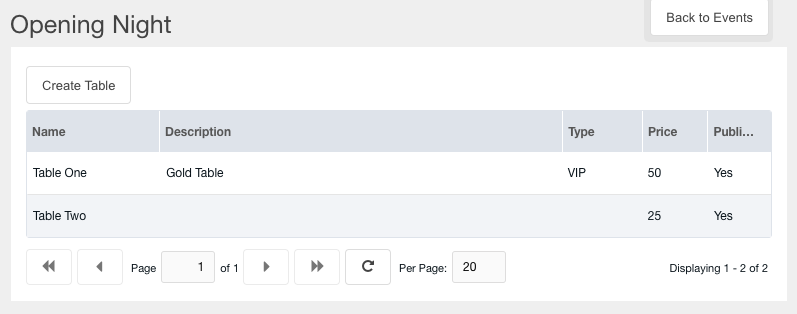 Opening Night
Back to Events
Create Table
Name Description Type Price Publi...
Table One Gold Table VIP 50 Yes
Table Two 25 Yes
Page 1 of 1 Per Page: 20 Displaying 1 - 2 of 2